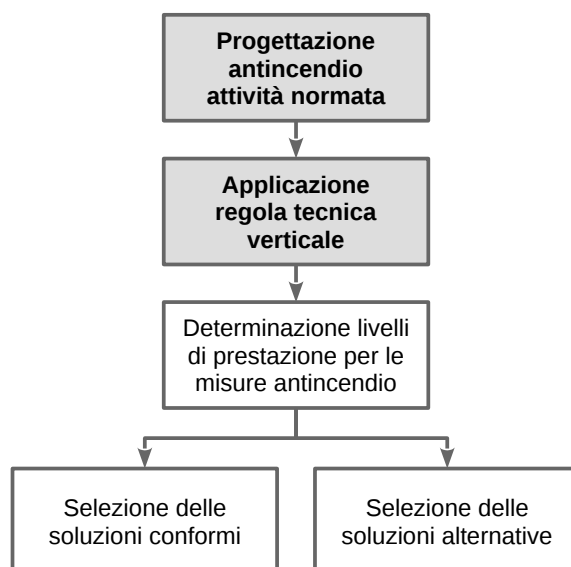 Progettazione
antincendio
attività normata
Applicazione
regola tecnica
verticale
Determinazione livelli
di prestazione per le
misure antincendio
Selezione delle
soluzioni conformi
Selezione delle
soluzioni alternative